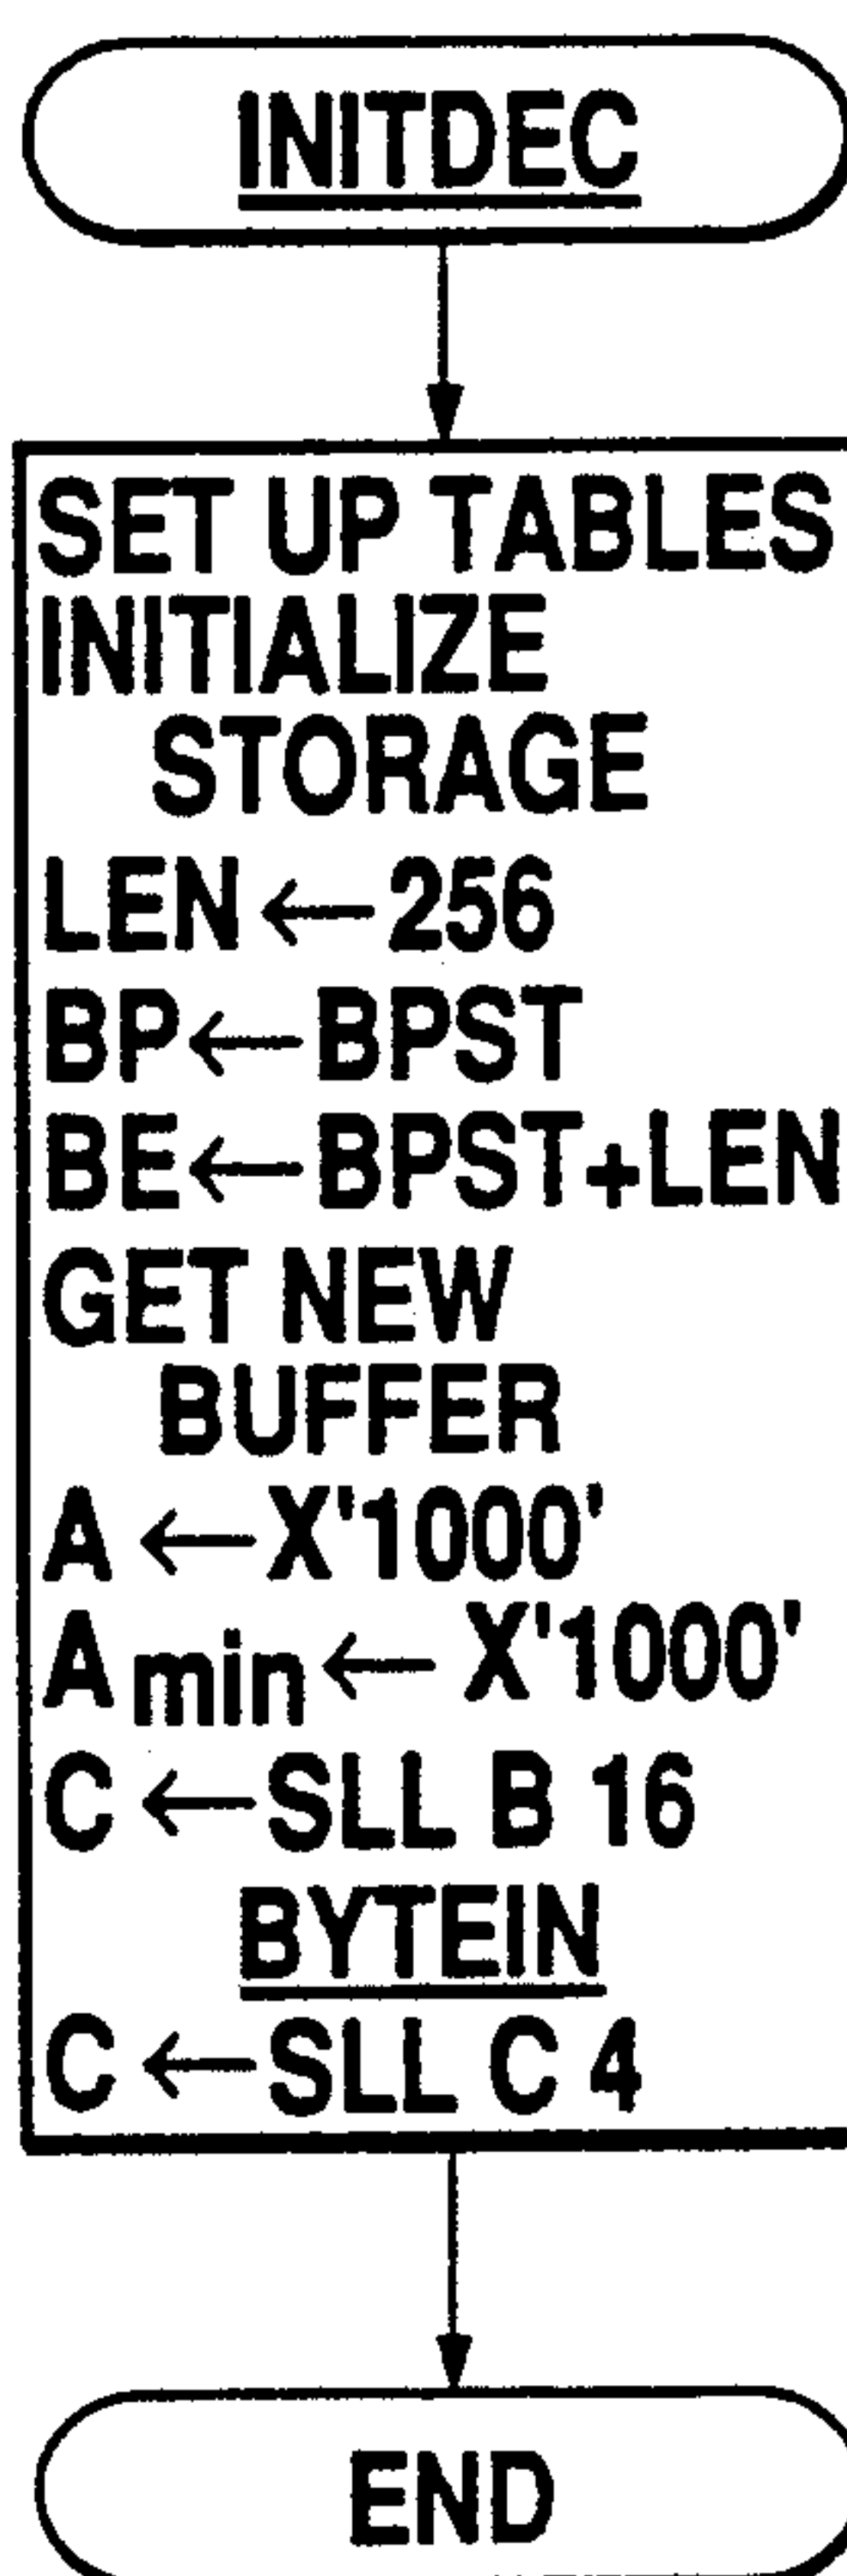 INITDEC
SET UP TABLES
INITIALIZE
STORAGE
LEN ← 256
BP ← BPST
BE ← BPST+LEN
GET NEW
BUFFER
A ← X'1000'
A min ← X'1000'
C ← SLL B 16
BYTEIN
C ← SLL C 4
END